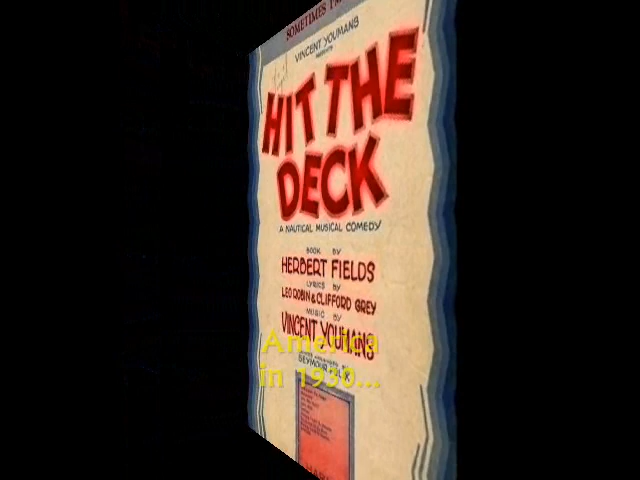 SOMETIMES I'M
VINCENT YOUMANS
PRESENTS
HIT THE
DECK
A NAUTICAL MUSICAL COMEDY
BOOK BY
HERBERT FIELDS
LYRICS BY
LEO ROBIN & CLIFFORD GREY
MUSIC BY
VINCENT YOUMANS
America
in 1930...